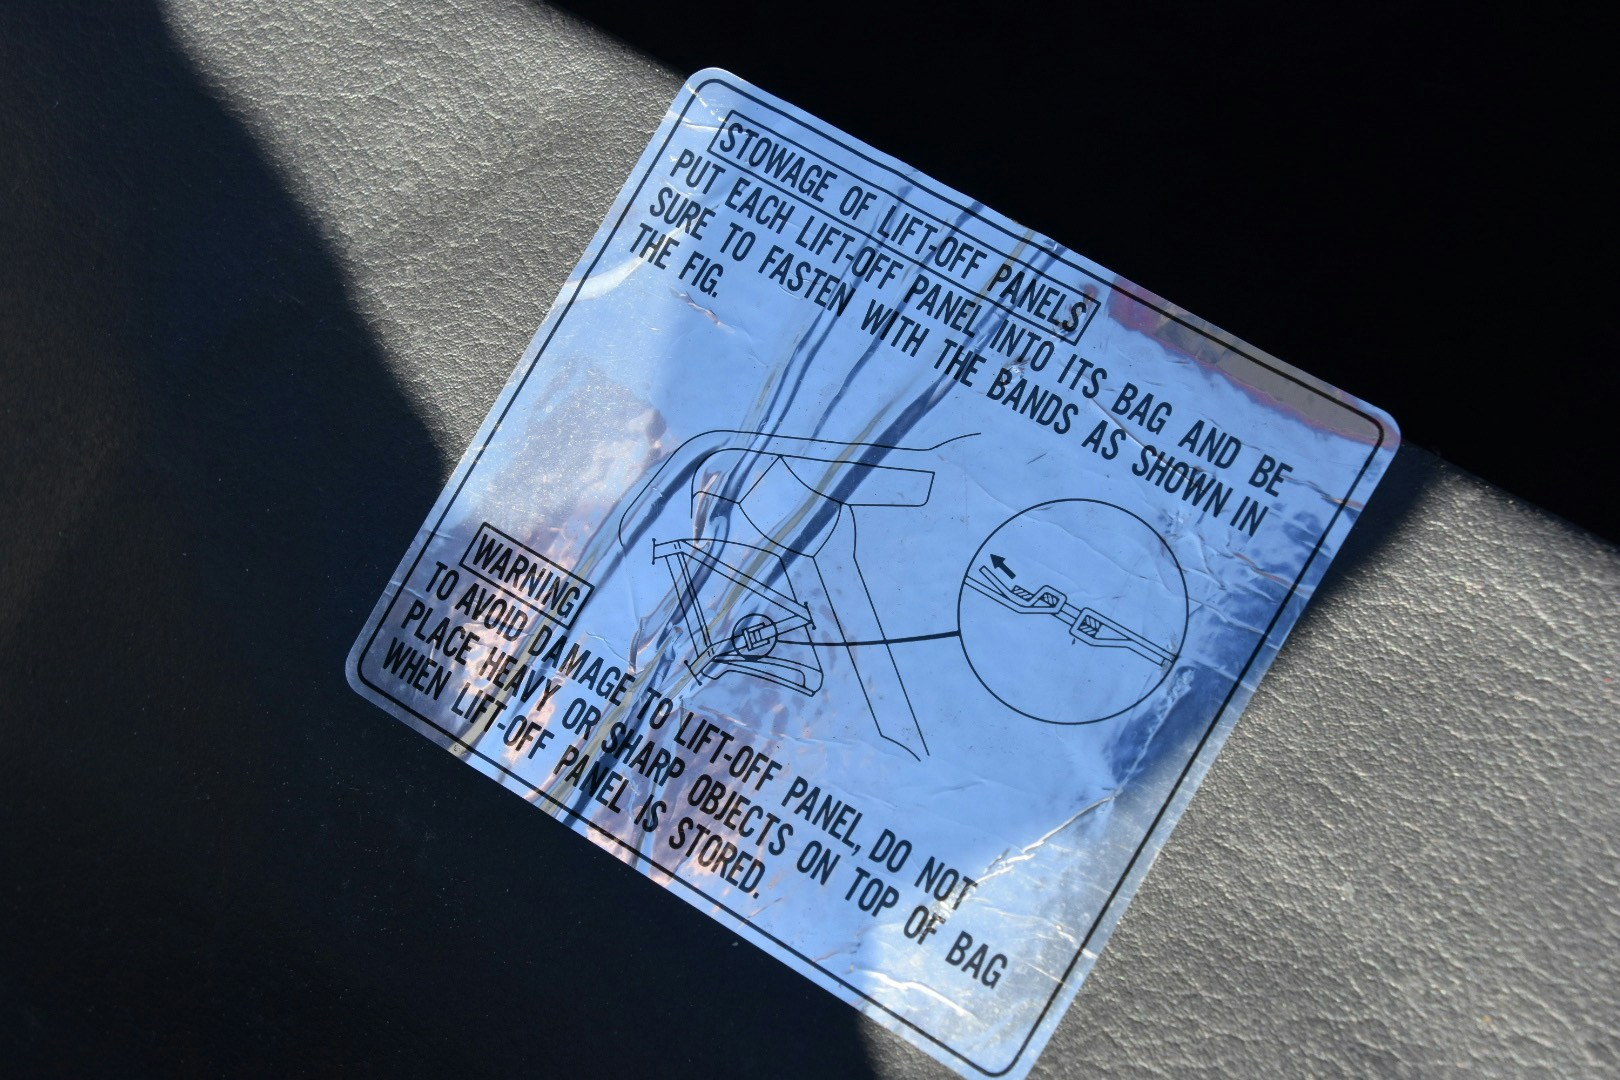 STOWAGE OF LIFT-OFF PANELS
PUT EACH LIFT-OFF PANEL INTO ITS BAG AND BE
SURE TO FASTEN WITH THE BANDS AS SHOWN IN
THE FIG.
WARNING
TO AVOID DAMAGE TO LIFT-OFF PANEL, DO NOT
PLACE HEAVY OR SHARP OBJECTS ON TOP OF BAG
WHEN LIFT-OFF PANEL IS STORED.